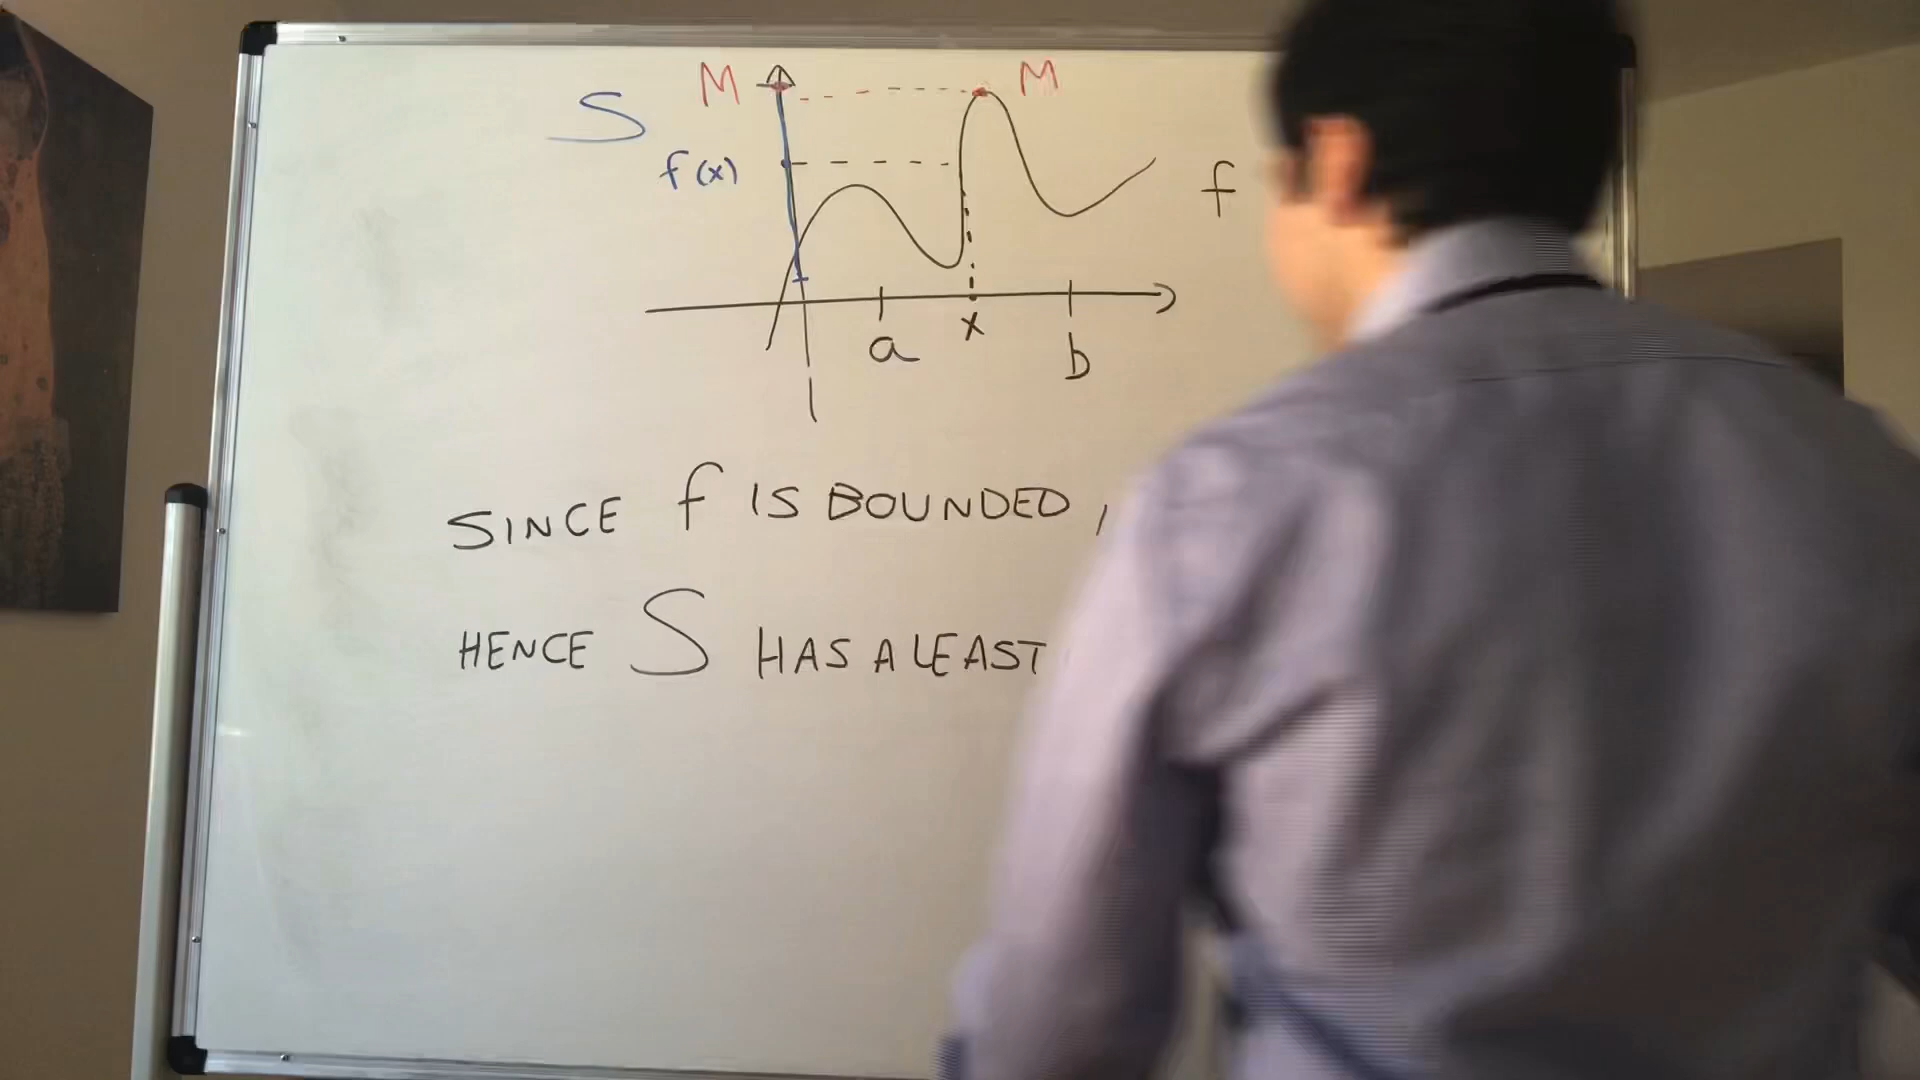 M M
S
f(x) f
x
a b
SINCE f IS BOUNDED,
HENCE S HAS A LEAST